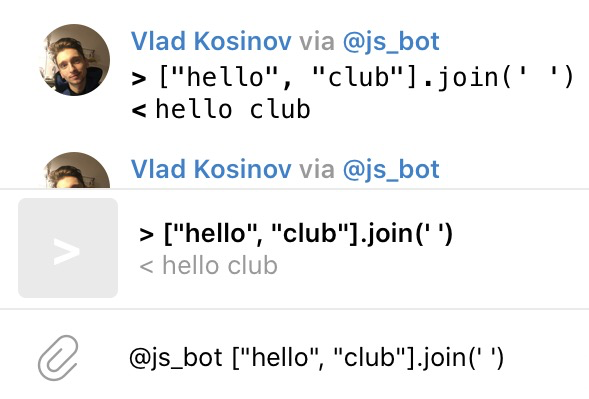 Vlad Kosinov via @js_bot
> ["hello", "club"].join(' ')
< hello club
Vlad Kosinov via @js_bot
>
> ["hello", "club"].join(' ')
< hello club
@js_bot ["hello", "club"].join(' ')